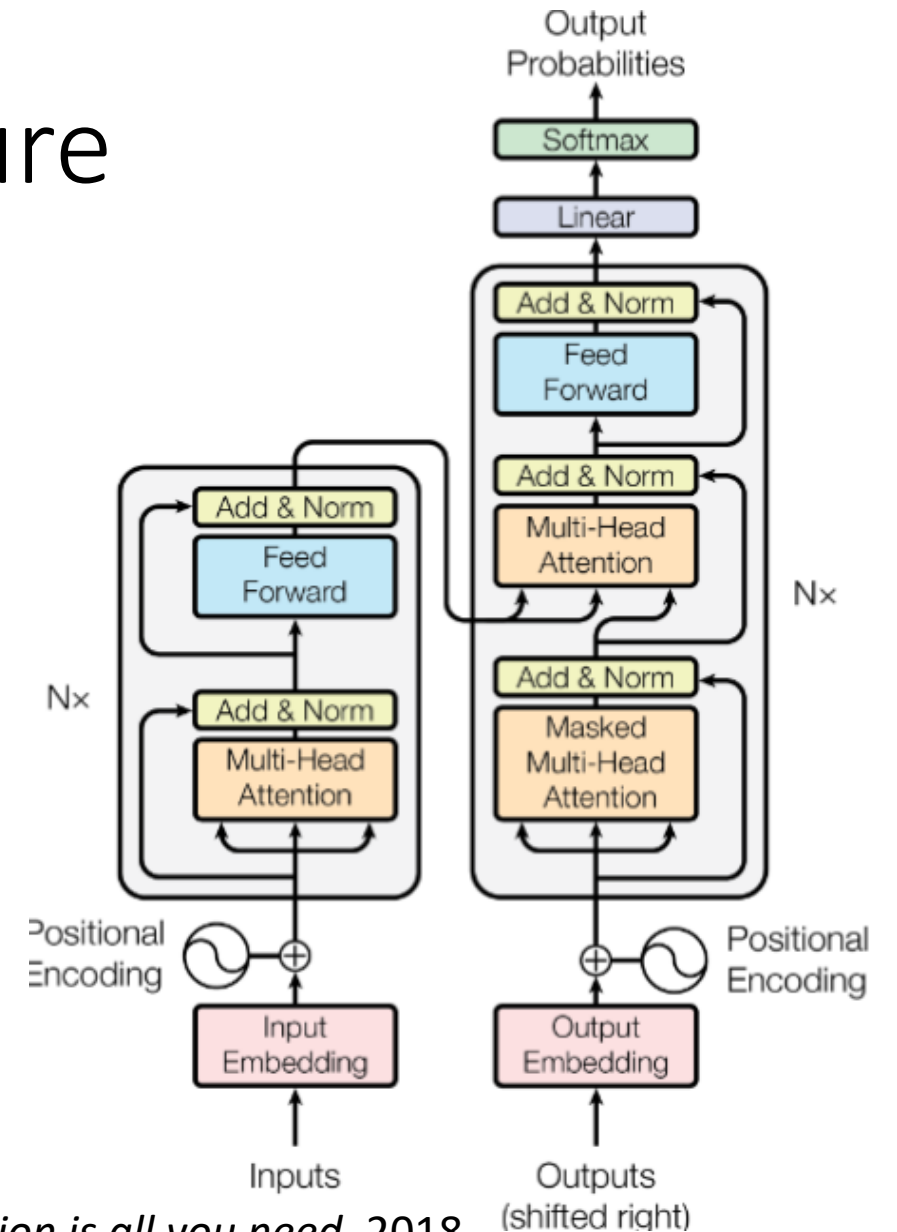 ure
Output
Probabilities
Softmax
Linear
Add & Norm
Feed
Forward
Add & Norm
Multi-Head
Attention
Nx
Add & Norm
Masked
Multi-Head
Attention
Add & Norm
Feed
Forward
Nx
Add & Norm
Multi-Head
Attention
Positional
Encoding
Positional
Encoding
Input
Embedding
Output
Embedding
Inputs
Outputs
(shifted right)
tion is all you need, 2018